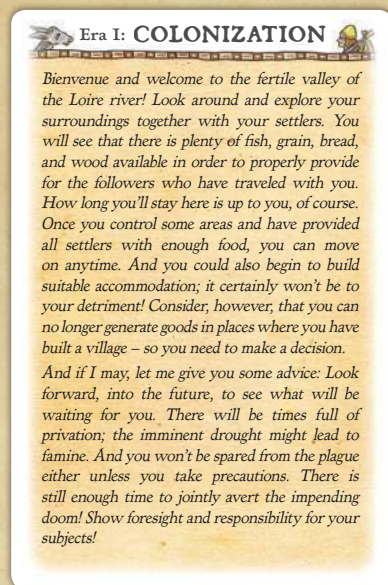 Era I: COLONIZATION
Bienvenue and welcome to the fertile valley of
the Loire river! Look around and explore your
surroundings together with your settlers. You
will see that there is plenty of fish, grain, bread,
and wood available in order to properly provide
for the followers who have traveled with you.
How long you'll stay here is up to you, of course.
Once you control some areas and have provided
all settlers with enough food, you can move
on anytime. And you could also begin to build
suitable accommodation; it certainly won't be to
your detriment! Consider, however, that you can
no longer generate goods in places where you have
built a village – so you need to make a decision.
And if I may, let me give you some advice: Look
forward, into the future, to see what will be
waiting for you. There will be times full of
privation; the imminent drought might lead to
famine. And you won't be spared from the plague
either unless you take precautions. There is
still enough time to jointly avert the impending
doom! Show foresight and responsibility for your
subjects!